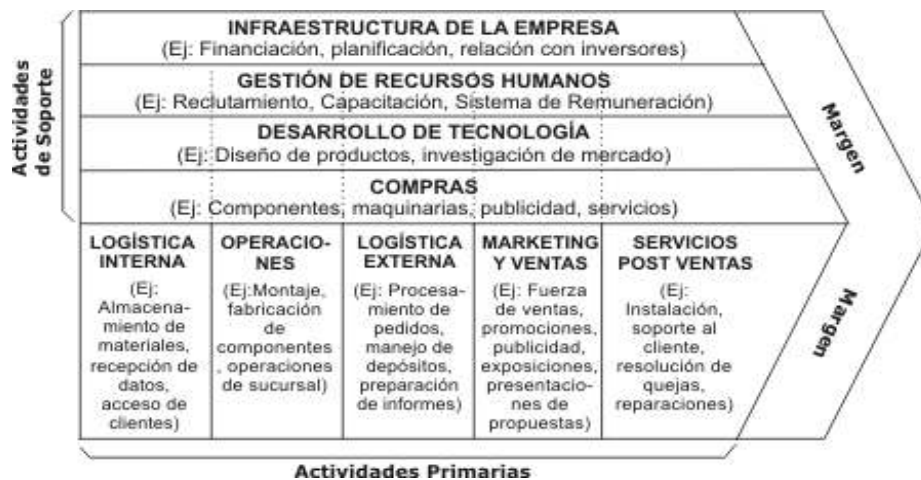 Actividades
de Soporte
INFRAESTRUCTURA DE LA EMPRESA
(Ej: Financiación, planificación, relación con inversores)
GESTIÓN DE RECURSOS HUMANOS
(Ej: Reclutamiento, Capacitación, Sistema de Remuneración)
DESARROLLO DE TECNOLOGÍA
(Ej: Diseño de productos, investigación de mercado)
COMPRAS
(Ej: Componentes, maquinarias, publicidad, servicios)
Margen
LOGÍSTICA
INTERNA
(Ej:
Almacena-
miento de
materiales,
recepción de
datos,
acceso de
clientes)
OPERACIO-
NES
(Ej:Montaje,
fabricación
de
componentes
, operaciones
de sucursal)
LOGÍSTICA
EXTERNA
(Ej: Procesa-
miento de
pedidos,
manejo de
depósitos,
preparación
de informes)
MARKETING
Y VENTAS
(Ej: Fuerza
de ventas,
promociones,
publicidad,
exposiciones,
presentacio-
nes de
propuestas)
SERVICIOS
POST VENTAS
(Ej:
Instalación,
soporte al
cliente,
resolución de
quejas,
reparaciones)
Margen
Actividades Primarias